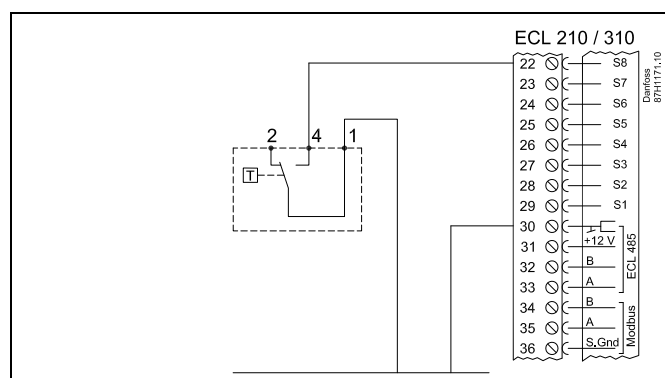 ECL 210 / 310
22 S8
23 S7
24 S6
25 S5
26 S4
27 S3
28 S2
29 S1
30
31 +12 V
32 B
33 A
34 B
35 A
36 S.Gnd
ECL 485
Modbus
Danfoss
87H1171.10
2 4 1
T